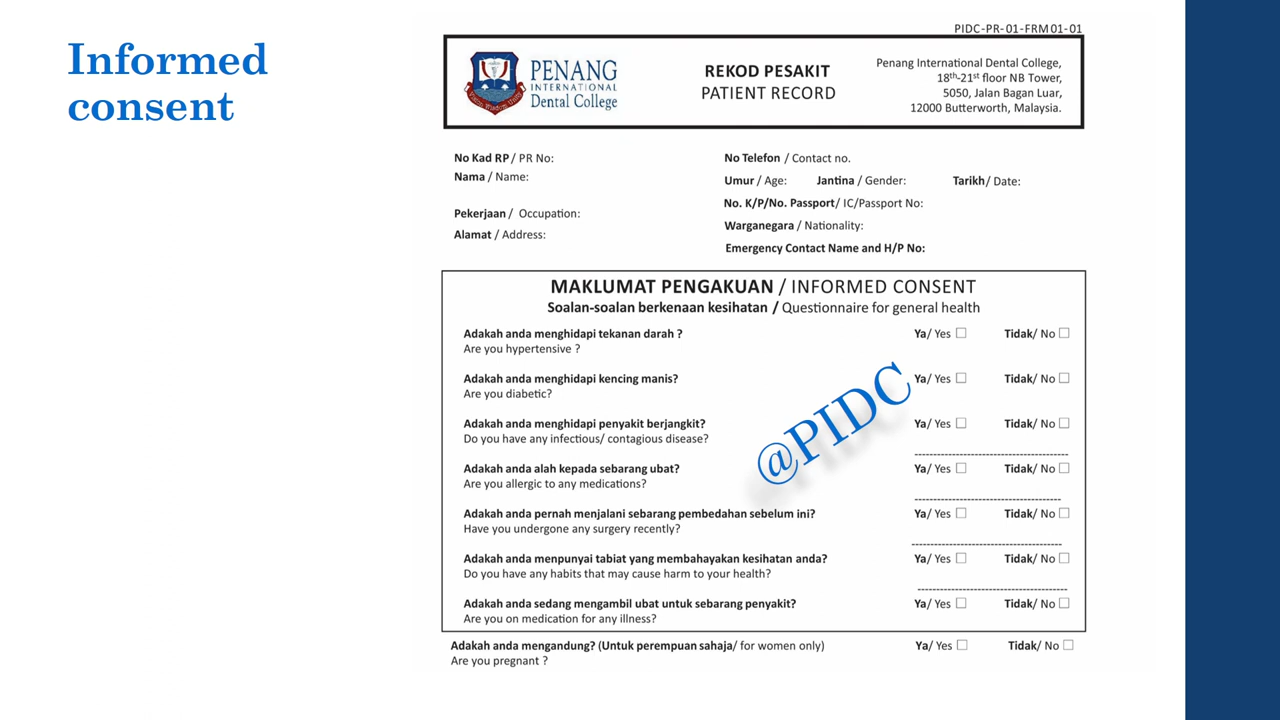 Informed
consent
PIDC-PR-01-FRM01-01
PENANG
INTERNATIONAL
Dental College
REKOD PESAKIT
PATIENT RECORD
Penang International Dental College,
18th-21st floor NB Tower,
5050, Jalan Bagan Luar,
12000 Butterworth, Malaysia.
No Kad RP / PR No:
Nama / Name:
Pekerjaan / Occupation:
Alamat / Address:
No Telefon / Contact no.
Umur / Age: Jantina / Gender: Tarikh/ Date:
No. K/P/No. Passport/ IC/Passport No:
Warganegara / Nationality:
Emergency Contact Name and H/P No:
MAKLUMAT PENGAKUAN / INFORMED CONSENT
Soalan-soalan berkenaan kesihatan / Questionnaire for general health
Adakah anda menghidapi tekanan darah ? Ya/ Yes ☐ Tidak/ No ☐
Are you hypertensive ?
Adakah anda menghidapi kencing manis? Ya/ Yes ☐ Tidak/ No ☐
Are you diabetic?
Adakah anda menghidapi penyakit berjangkit? Ya/ Yes ☐ Tidak/ No ☐
Do you have any infectious/ contagious disease?
Adakah anda alah kepada sebarang ubat? Ya/ Yes ☐ Tidak/ No ☐
Are you allergic to any medications?
Adakah anda pernah menjalani sebarang pembedahan sebelum ini? Ya/ Yes ☐ Tidak/ No ☐
Have you undergone any surgery recently?
Adakah anda menpunyai tabiat yang membahayakan kesihatan anda? Ya/ Yes ☐ Tidak/ No ☐
Do you have any habits that may cause harm to your health?
Adakah anda sedang mengambil ubat untuk sebarang penyakit? Ya/ Yes ☐ Tidak/ No ☐
Are you on medication for any illness?
Adakah anda mengandung? (Untuk perempuan sahaja/ for women only) Ya/ Yes ☐ Tidak/ No ☐
Are you pregnant ?
@PIDC